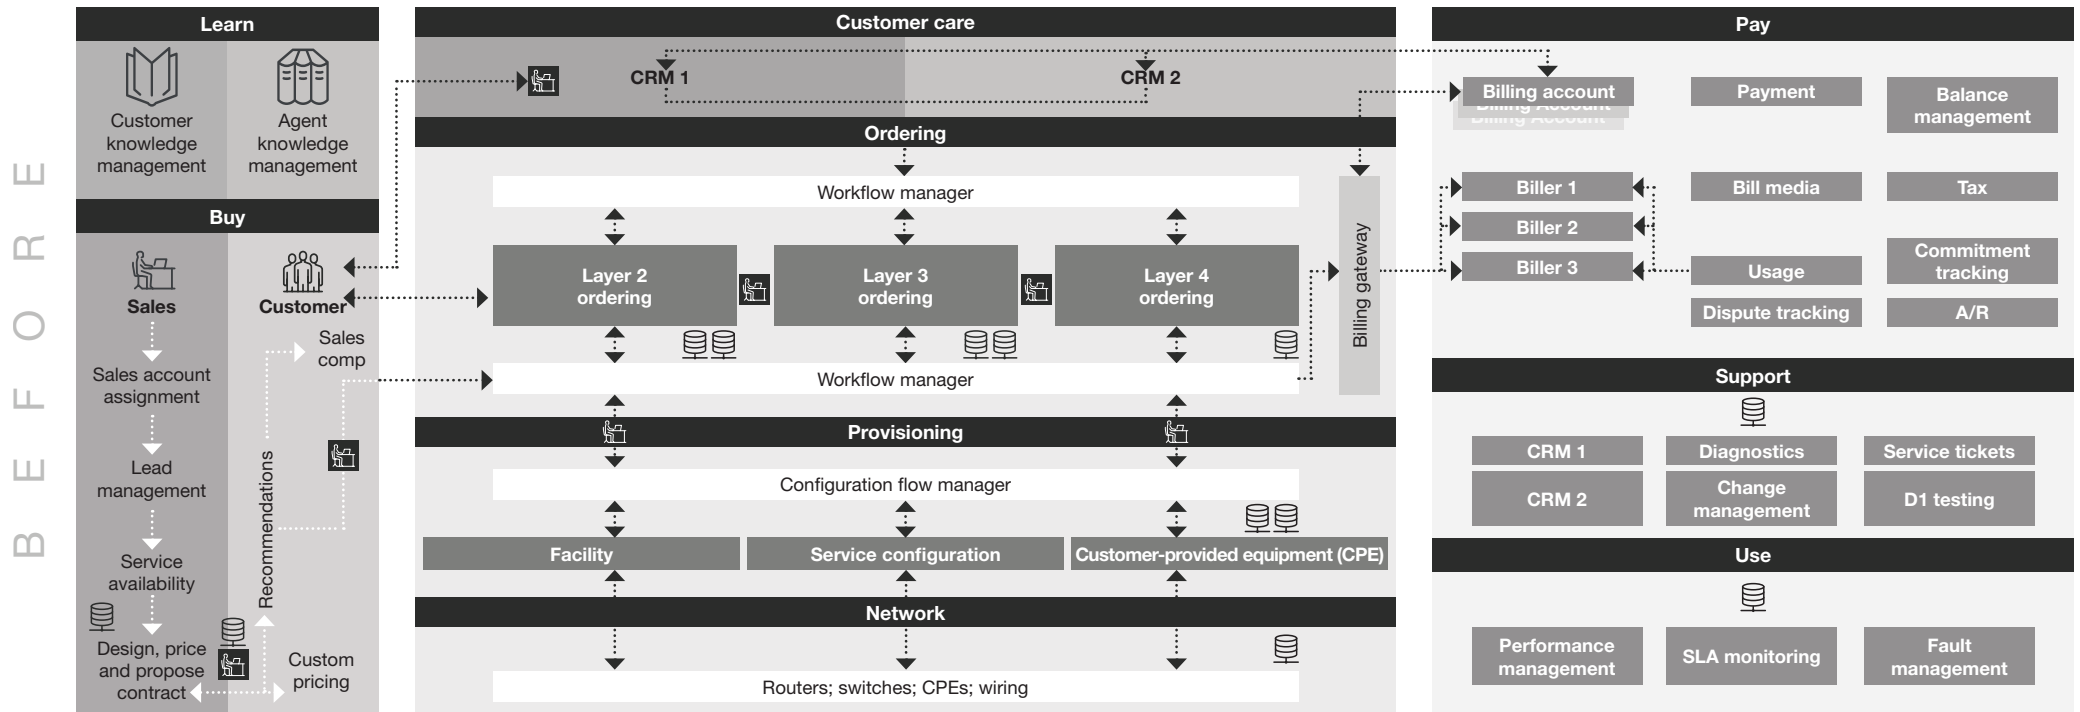 BEFORE
Learn
Customer
knowledge
management
Agent
knowledge
management
Buy
Sales
Customer
Sales
comp
Sales account
assignment
Lead
management
Recommendations
Service
availability
Design, price
and propose
contract
Custom
pricing
Customer care
CRM 1
CRM 2
Ordering
Workflow manager
Layer 2
ordering
Layer 3
ordering
Layer 4
ordering
Billing gateway
Workflow manager
Provisioning
Configuration flow manager
Facility
Service configuration
Customer-provided equipment (CPE)
Network
Routers; switches; CPEs; wiring
Pay
Billing account
Billing Account
Billing Account
Payment
Balance
management
Biller 1
Bill media
Tax
Biller 2
Commitment
tracking
Biller 3
Usage
Dispute tracking
A/R
Support
CRM 1
Diagnostics
Service tickets
CRM 2
Change
management
D1 testing
Use
Performance
management
SLA monitoring
Fault
management